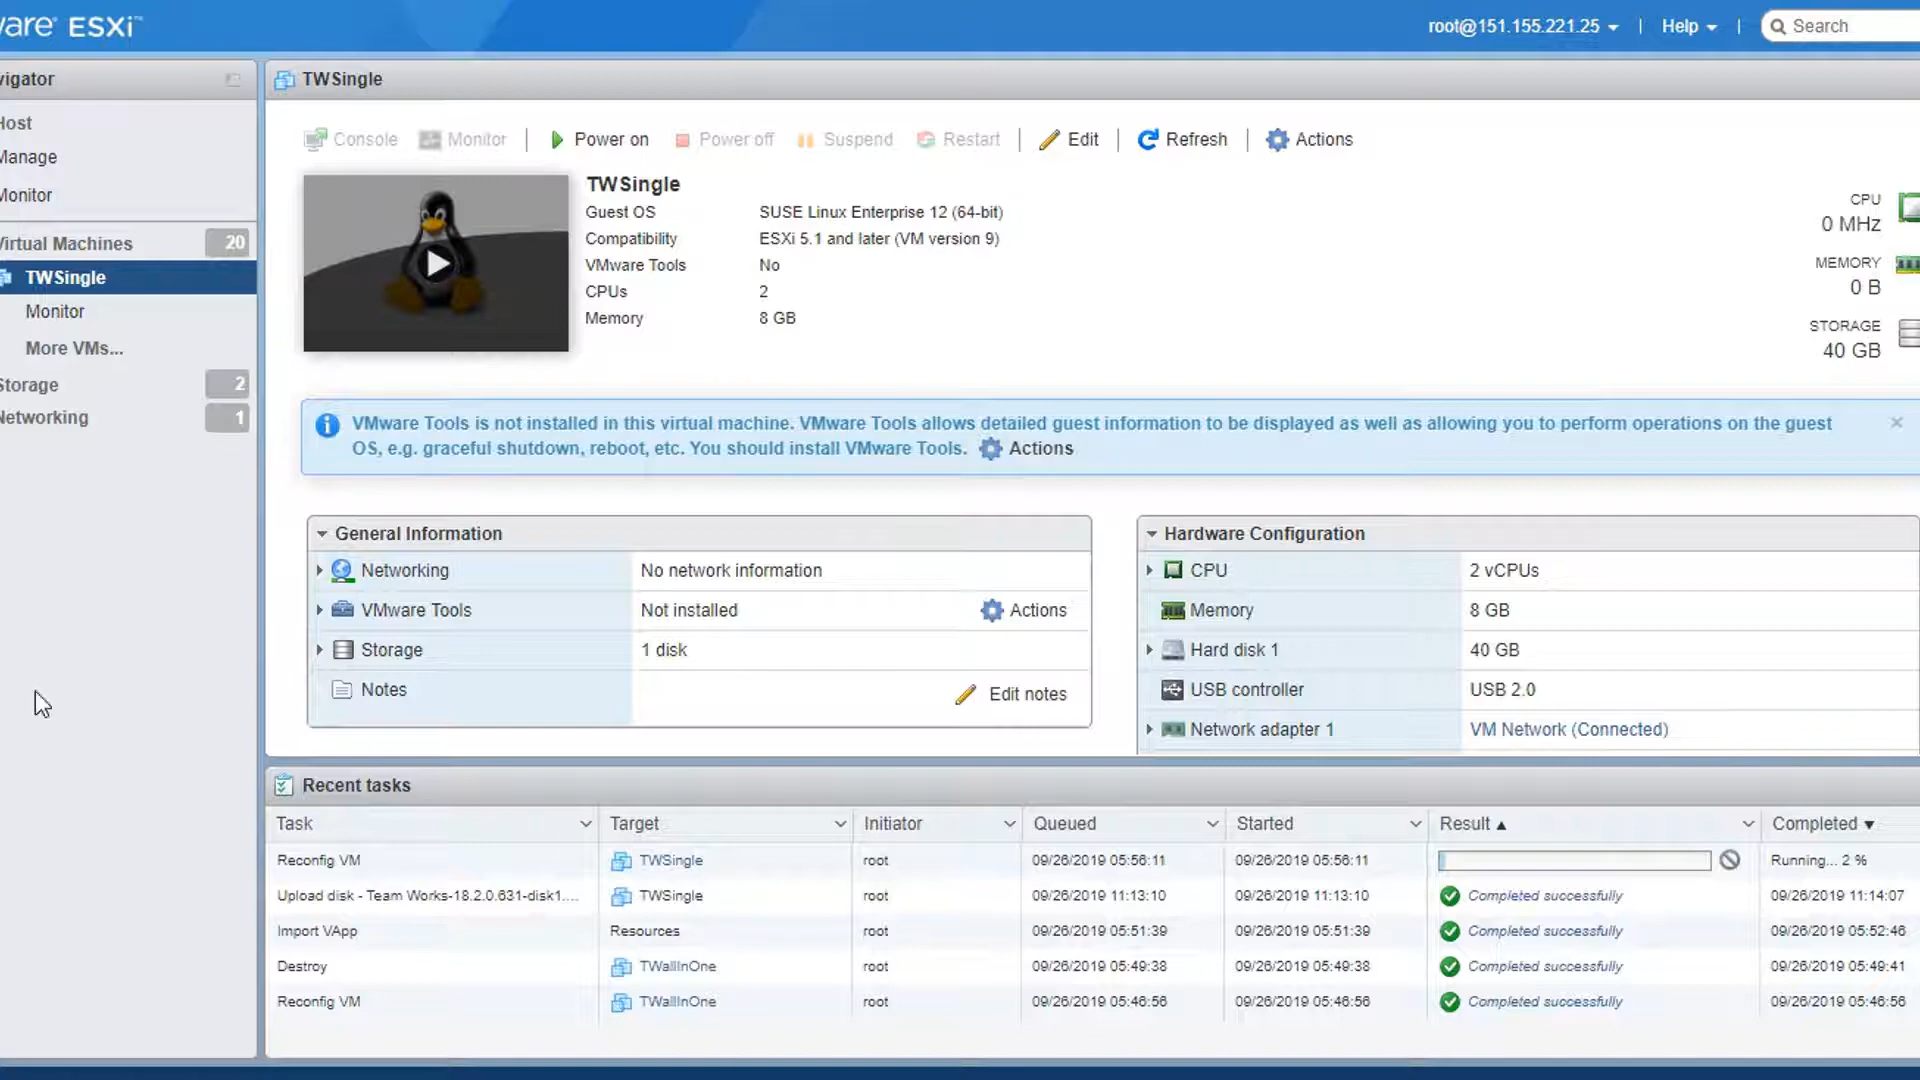 ware ESXi™
root@151.155.221.25 | Help | Search
vigator
Host
Manage
Monitor
Virtual Machines 20
TWSingle
Monitor
More VMs...
Storage 2
Networking 1
TWSingle
Console Monitor | Power on Power off Suspend Restart | Edit | Refresh | Actions
TWSingle
Guest OS SUSE Linux Enterprise 12 (64-bit)
Compatibility ESXi 5.1 and later (VM version 9)
VMware Tools No
CPUs 2
Memory 8 GB
CPU
0 MHz
MEMORY
0 B
STORAGE
40 GB
VMware Tools is not installed in this virtual machine. VMware Tools allows detailed guest information to be displayed as well as allowing you to perform operations on the guest
OS, e.g. graceful shutdown, reboot, etc. You should install VMware Tools. Actions
General Information
Networking No network information
VMware Tools Not installed Actions
Storage 1 disk
Notes Edit notes
Hardware Configuration
CPU 2 vCPUs
Memory 8 GB
Hard disk 1 40 GB
USB controller USB 2.0
Network adapter 1 VM Network (Connected)
Recent tasks
Task Target Initiator Queued Started Result ▲ Completed ▼
Reconfig VM TWSingle root 09/26/2019 05:56:11 09/26/2019 05:56:11 Running... 2 %
Upload disk - Team Works-18.2.0.631-disk1.... TWSingle root 09/26/2019 11:13:10 09/26/2019 11:13:10 Completed successfully 09/26/2019 11:14:07
Import VApp Resources root 09/26/2019 05:51:39 09/26/2019 05:51:39 Completed successfully 09/26/2019 05:52:46
Destroy TWallInOne root 09/26/2019 05:49:38 09/26/2019 05:49:38 Completed successfully 09/26/2019 05:49:41
Reconfig VM TWallInOne root 09/26/2019 05:46:56 09/26/2019 05:46:56 Completed successfully 09/26/2019 05:46:56